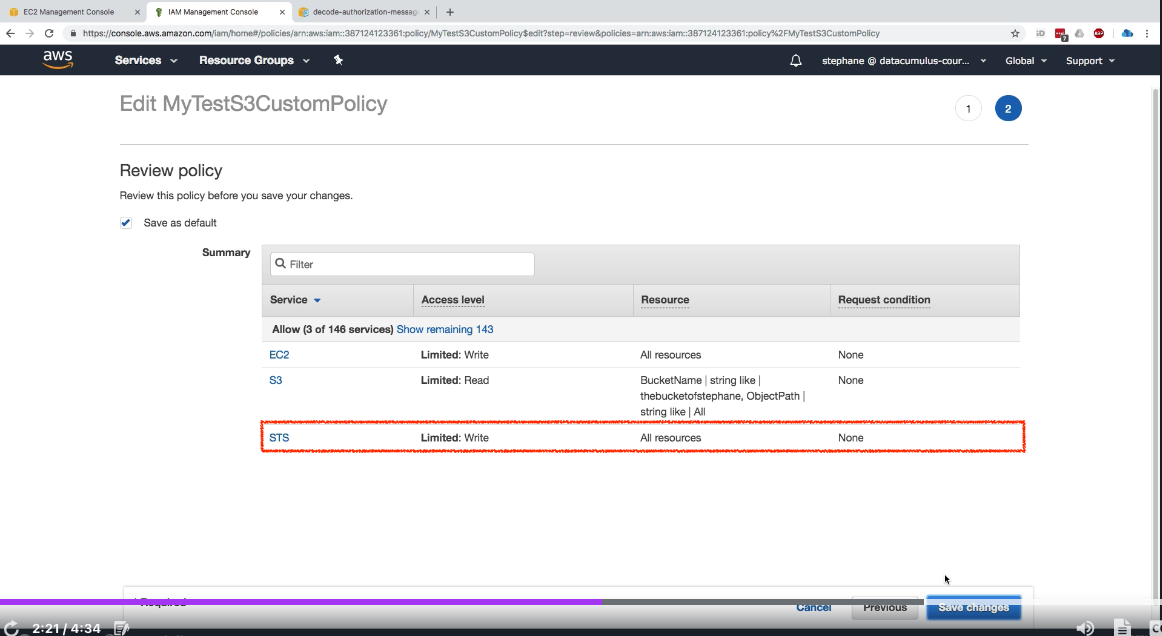 EC2 Management Console
IAM Management Console
decode-authorization-messag
https://console.aws.amazon.com/iam/home#/policies/arn:aws:iam::387124123361:policy/MyTestS3CustomPolicy$edit?step=review&policies=arn:aws:iam::387124123361:policy%2FMyTestS3CustomPolicy
aws Services Resource Groups stephane @ datacumulus-cour... Global Support
Edit MyTestS3CustomPolicy 1 2
Review policy
Review this policy before you save your changes.
Save as default
Summary
Filter
Service Access level Resource Request condition
Allow (3 of 146 services) Show remaining 143
EC2 Limited: Write All resources None
S3 Limited: Read BucketName | string like | None
thebucketofstephane, ObjectPath |
string like | All
STS Limited: Write All resources None
* Required
Cancel Previous Save changes
2:21 / 4:34